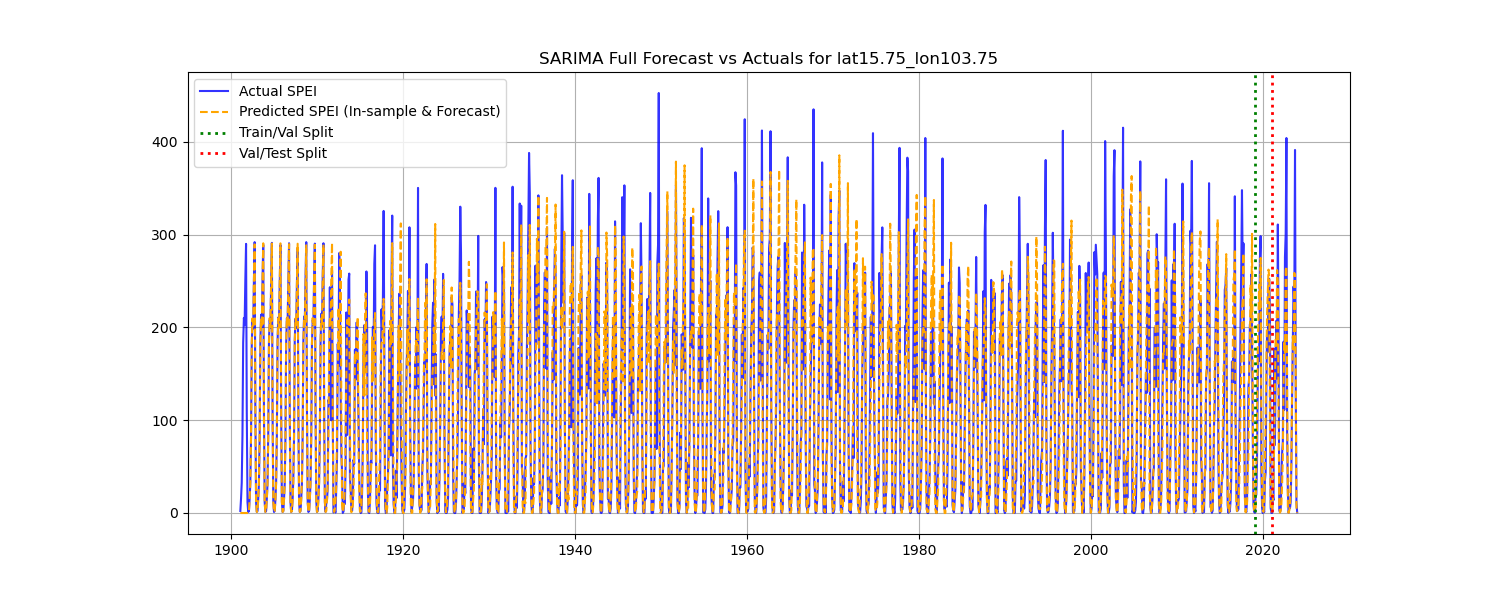 SARIMA Full Forecast vs Actuals for lat15.75_lon103.75
Actual SPEI
Predicted SPEI (In-sample & Forecast)
Train/Val Split
Val/Test Split
400
300
200
100
0
1900 1920 1940 1960 1980 2000 2020